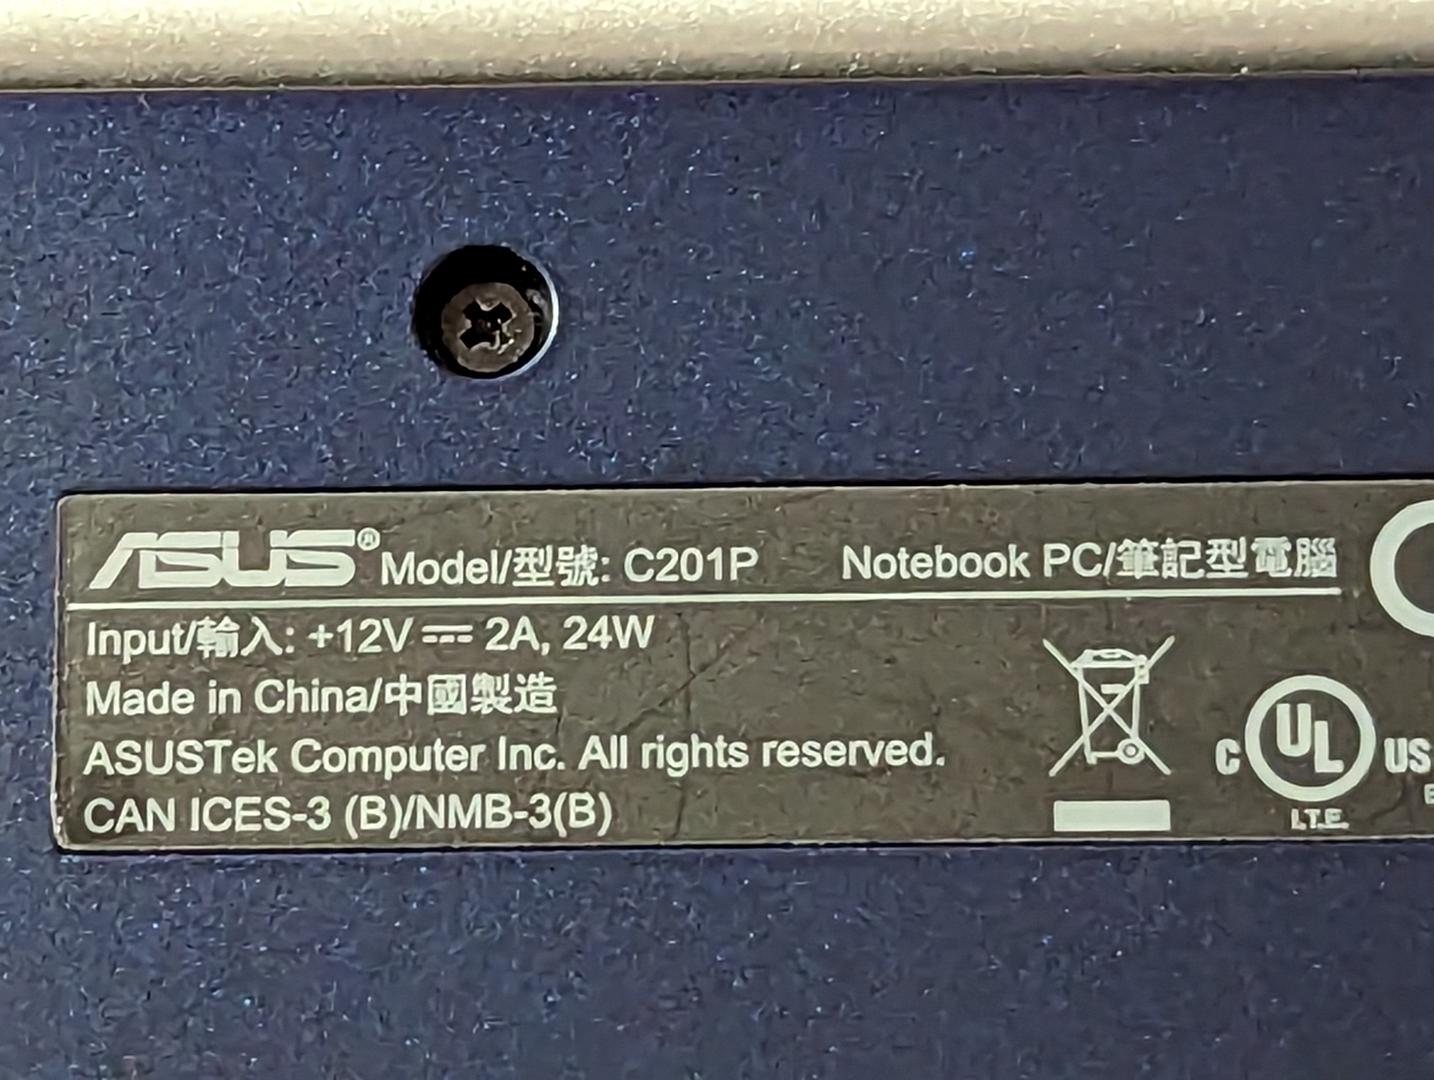 ASUS® Model/型號: C201P Notebook PC/筆記型電腦
Input/輸入: +12V ⎓ 2A, 24W
Made in China/中國製造
ASUSTek Computer Inc. All rights reserved.
CAN ICES-3 (B)/NMB-3(B)
C UL US
I.T.E.